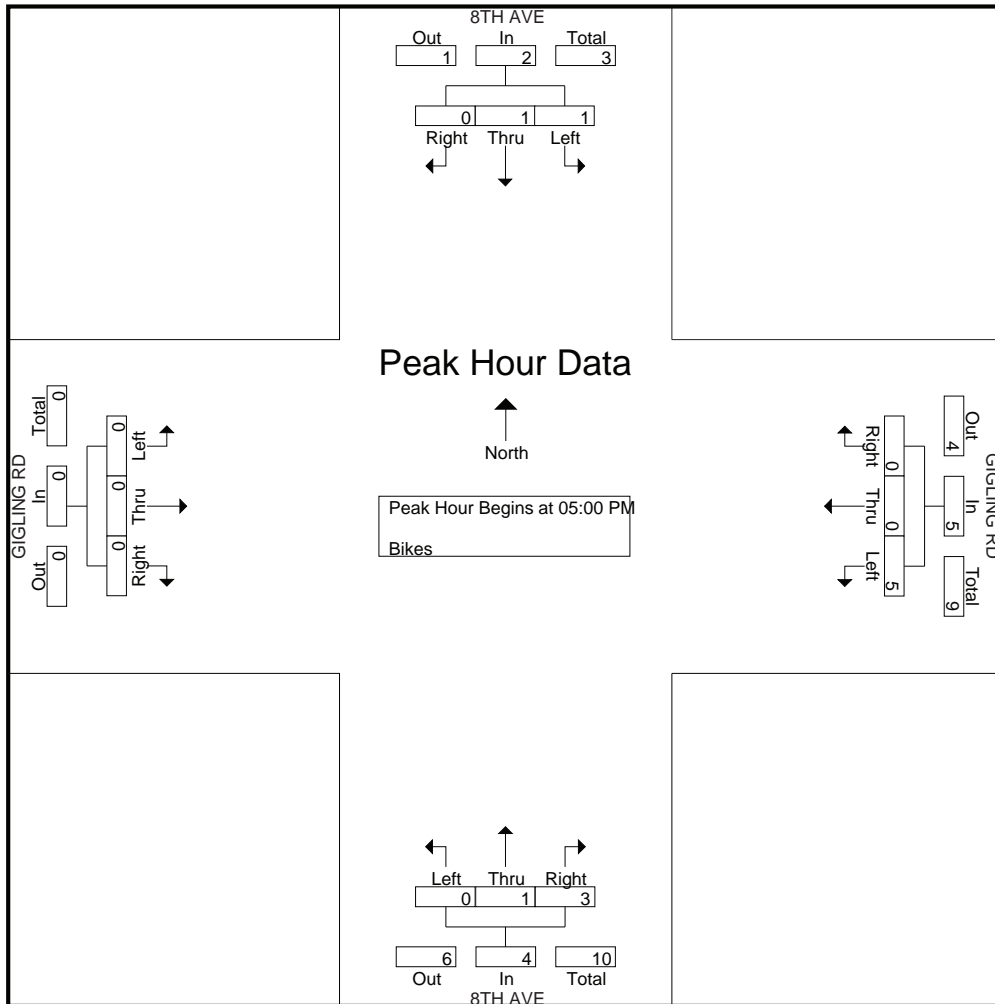 8TH AVE
Out In Total
1 2 3
0 1 1
Right Thru Left
Peak Hour Data
North
Peak Hour Begins at 05:00 PM
Bikes
GIGLING RD
Out In Total
0 0 0
0 0 0
Left Thru Right
GIGLING RD
Out In Total
4 5 9
0 0 5
Right Thru Left
Left Thru Right
0 1 3
6 4 10
Out In Total
8TH AVE